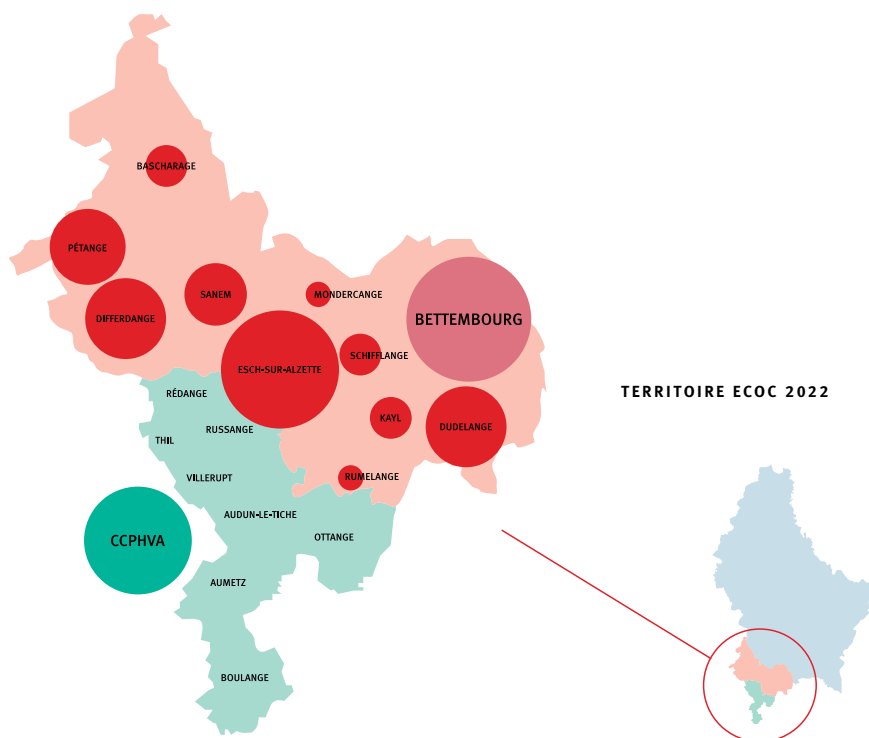 BASCHARAGE
PÉTANGE
SANEM
MONDERCANGE
DIFFERDANGE
BETTEMBOURG
SCHIFFLANGE
ESCH-SUR-ALZETTE
RÉDANGE
TERRITOIRE ECOC 2022
KAYL
RUSSANGE
DUDELANGE
THIL
VILLERUPT
RUMELANGE
AUDUN-LE-TICHE
OTTANGE
CCPHVA
AUMETZ
BOULANGE